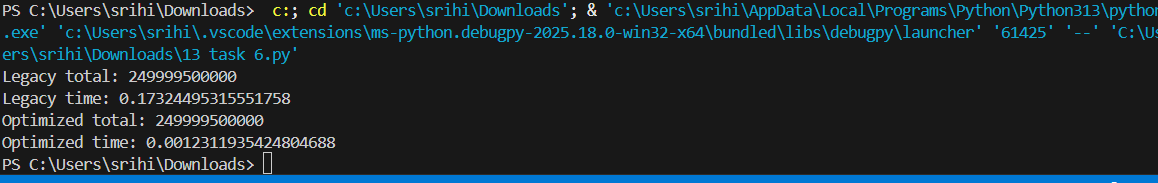 PS C:\Users\srihi\Downloads>  c:; cd 'c:\Users\srihi\Downloads'; & 'c:\Users\srihi\AppData\Local\Programs\Python\Python313\python
.exe' 'c:\Users\srihi\.vscode\extensions\ms-python.debugpy-2025.18.0-win32-x64\bundled\libs\debugpy\launcher' '61425' '--' 'C:\Us
ers\srihi\Downloads\13 task 6.py'
Legacy total: 249999500000
Legacy time: 0.17324495315551758
Optimized total: 249999500000
Optimized time: 0.0012311935424804688
PS C:\Users\srihi\Downloads>